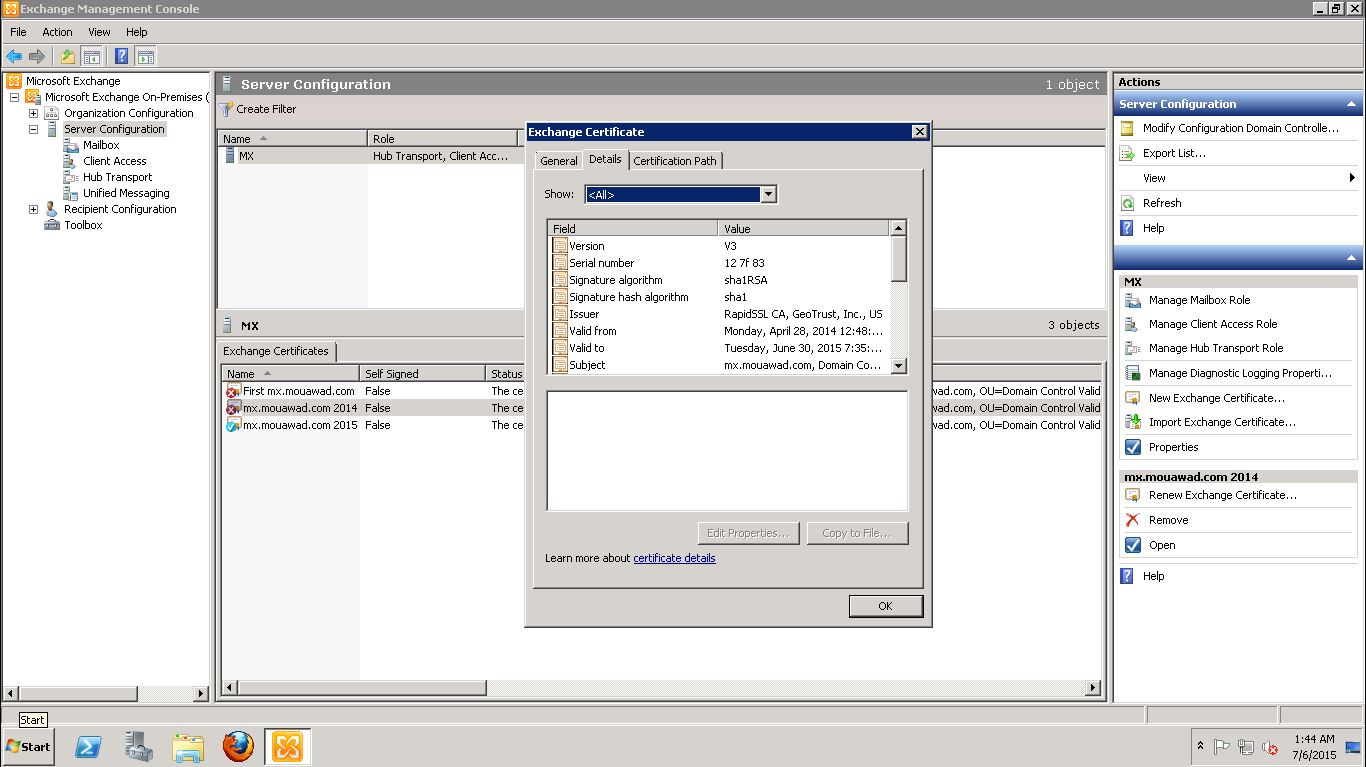 Exchange Management Console
File Action View Help
Microsoft Exchange
Microsoft Exchange On-Premises (
Organization Configuration
Server Configuration
Mailbox
Client Access
Hub Transport
Unified Messaging
Recipient Configuration
Toolbox
Server Configuration 1 object
Create Filter
Name Role
MX Hub Transport, Client Acc...
MX 3 objects
Exchange Certificates
Name Self Signed Status
First mx.mouawad.com False The ce
wad.com, OU=Domain Control Valid
mx.mouawad.com 2014 False The ce
wad.com, OU=Domain Control Valid
mx.mouawad.com 2015 False The ce
wad.com, OU=Domain Control Valid
Exchange Certificate
General Details Certification Path
Show: <All>
Field Value
Version V3
Serial number 12 7f 83
Signature algorithm sha1RSA
Signature hash algorithm sha1
Issuer RapidSSL CA, GeoTrust, Inc., US
Valid from Monday, April 28, 2014 12:48:...
Valid to Tuesday, June 30, 2015 7:35:...
Subject mx.mouawad.com, Domain Co...
Edit Properties... Copy to File...
Learn more about certificate details
OK
Actions
Server Configuration
Modify Configuration Domain Controlle...
Export List...
View
Refresh
Help
MX
Manage Mailbox Role
Manage Client Access Role
Manage Hub Transport Role
Manage Diagnostic Logging Properti...
New Exchange Certificate...
Import Exchange Certificate...
Properties
mx.mouawad.com 2014
Renew Exchange Certificate...
Remove
Open
Help
Start
Start
1:44 AM
7/6/2015